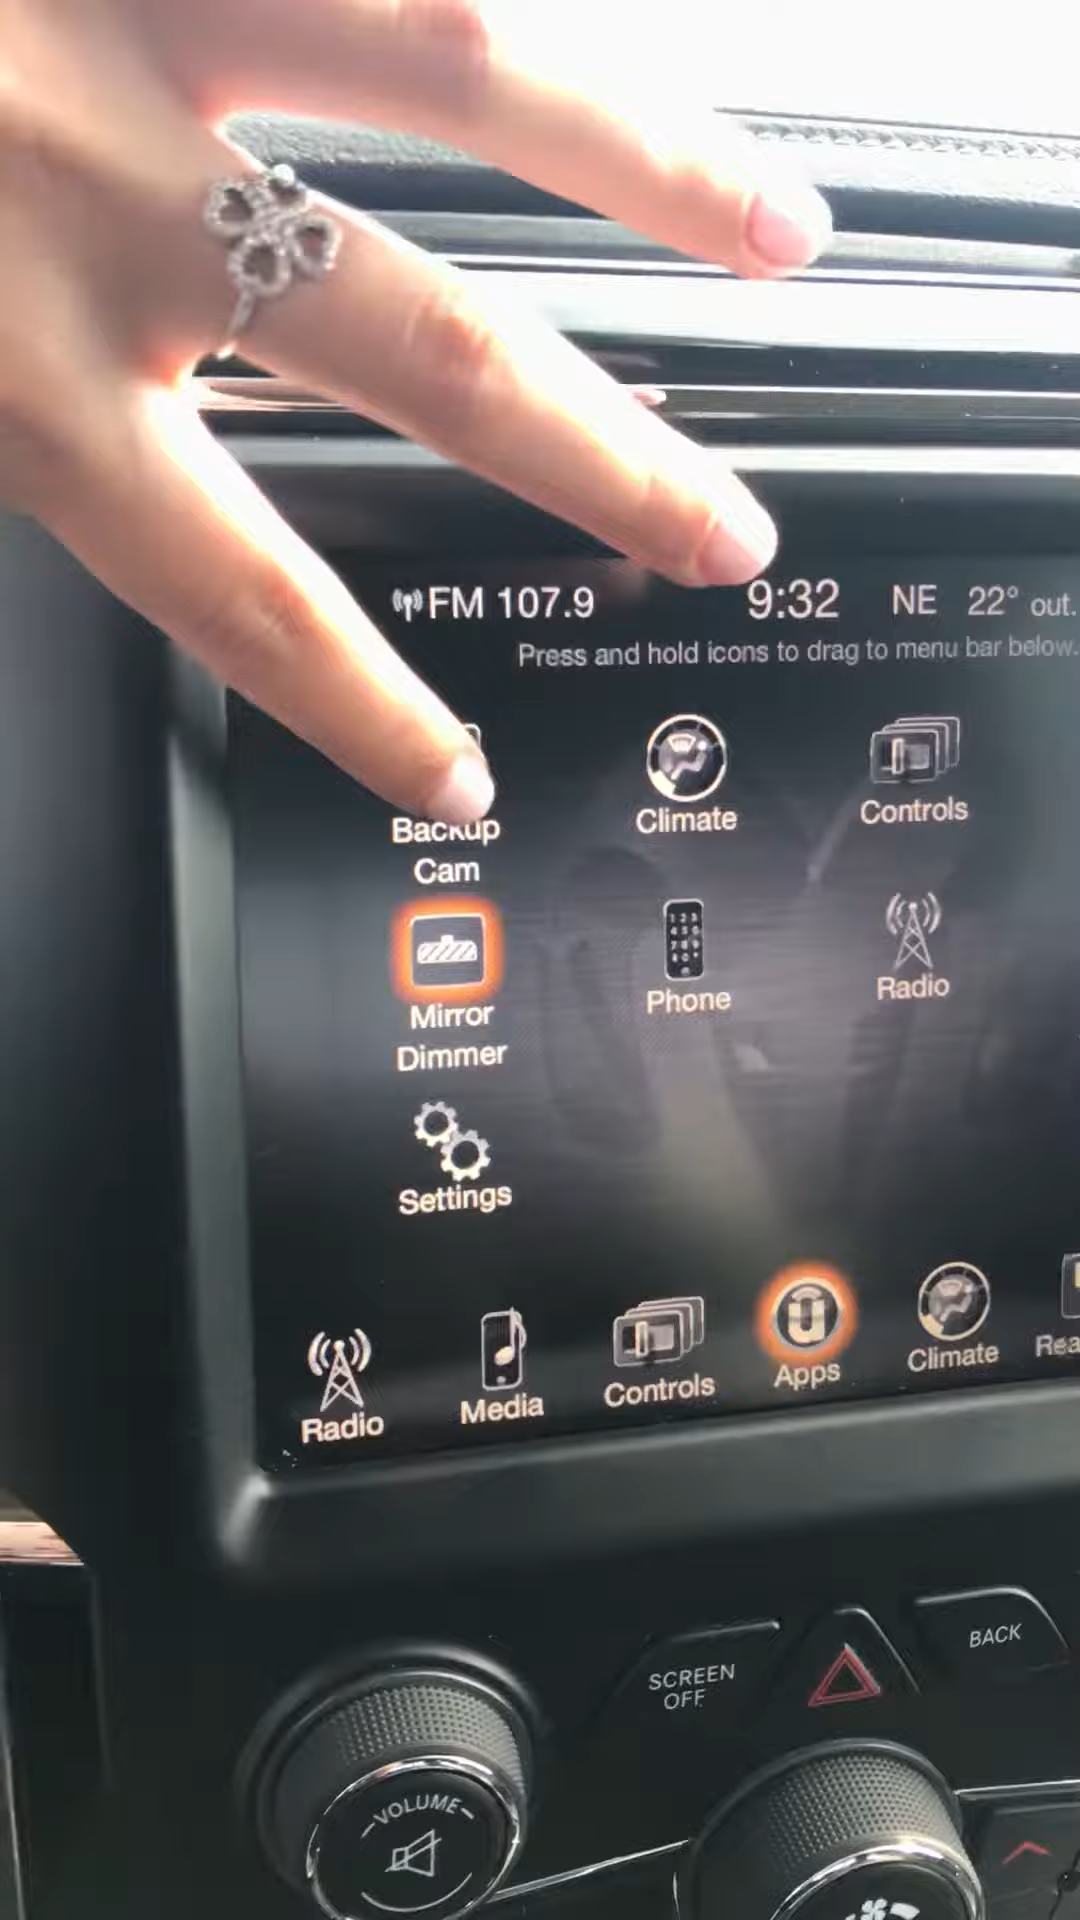 FM 107.9 9:32 NE 22° out.
Press and hold icons to drag to menu bar below.
Backup
Cam
Climate
Controls
Mirror
Dimmer
Phone
Radio
Settings
Radio
Media
Controls
Apps
Climate
SCREEN
OFF
BACK
VOLUME